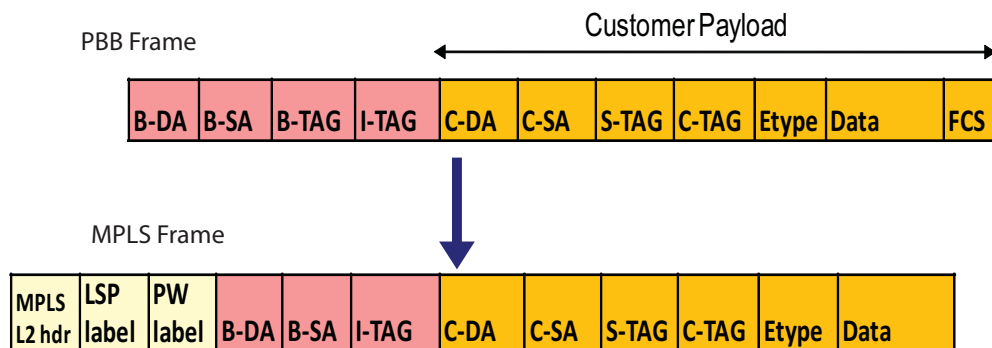 Customer Payload
PBB Frame
B-DA B-SA B-TAG I-TAG C-DA C-SA S-TAG C-TAG Etype Data FCS
MPLS Frame
MPLS L2 hdr LSP label PW label B-DA B-SA I-TAG C-DA C-SA S-TAG C-TAG Etype Data